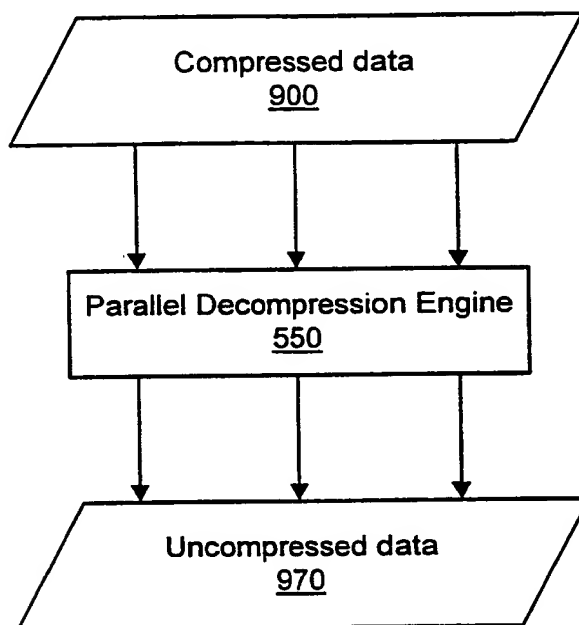 Compressed data
900
Parallel Decompression Engine
550
Uncompressed data
970